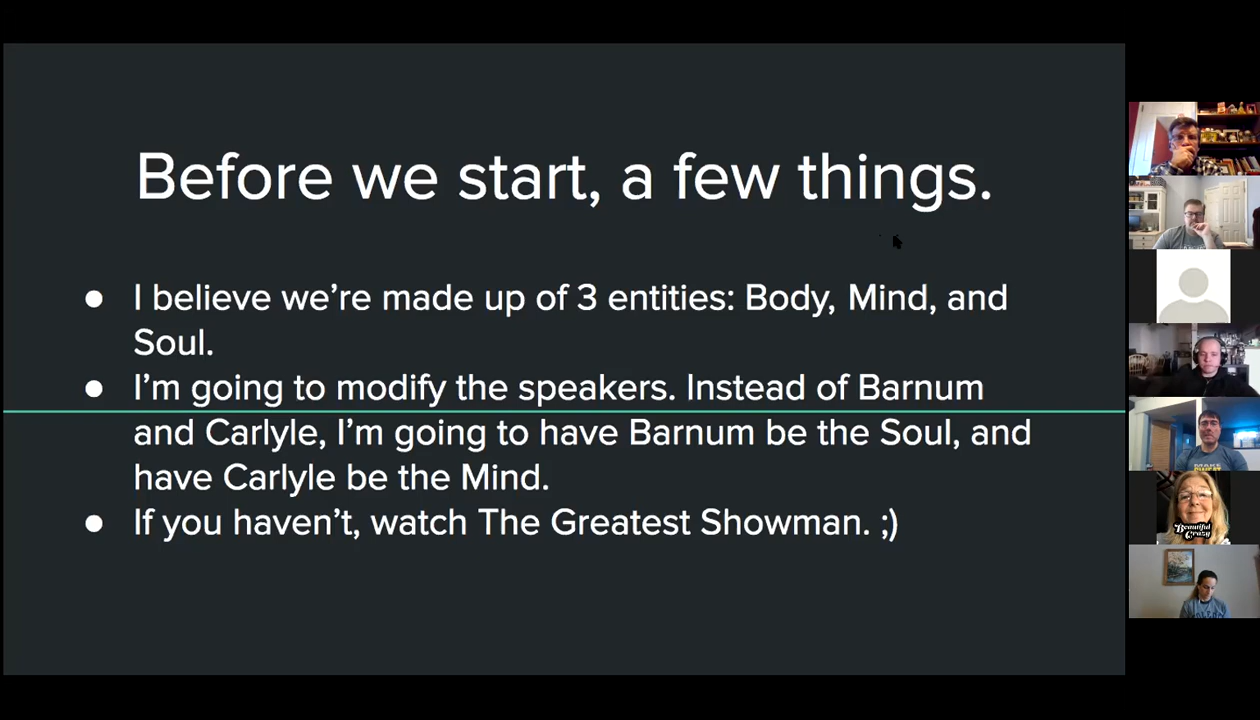 Before we start, a few things.
● I believe we're made up of 3 entities: Body, Mind, and
Soul.
● I'm going to modify the speakers. Instead of Barnum
and Carlyle, I'm going to have Barnum be the Soul, and
have Carlyle be the Mind.
● If you haven't, watch The Greatest Showman. ;)
Beautiful
Crazy